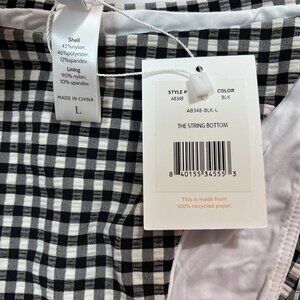 Shell
42%nylon,
46%polyester,
12%spandex
Lining
90% nylon,
10% spandex
MADE IN CHINA
L
STYLE #
AB348
COLOR
BLK
AB348-BLK-L
THE STRING BOTTOM
8 40155 34555 3
This is made from
100% recycled paper.